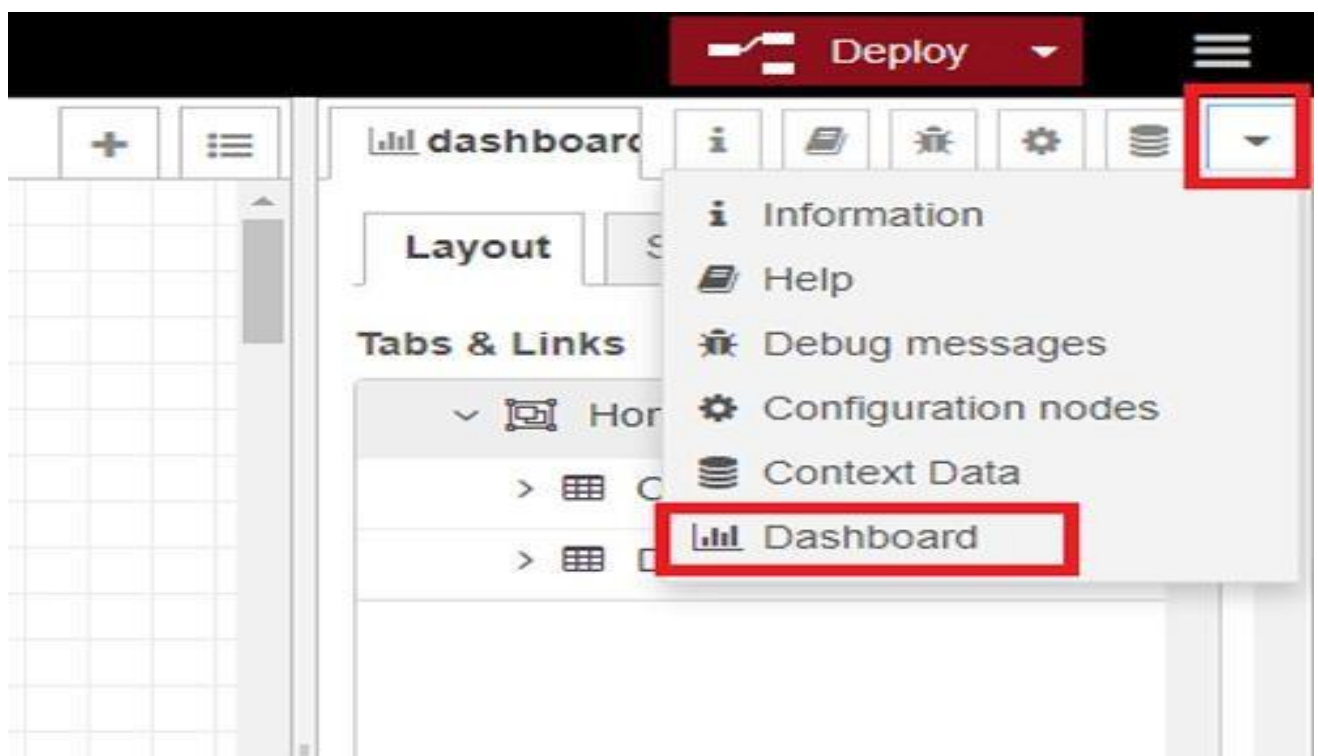 Deploy
dashboard
Information
Layout
Help
Tabs & Links
Debug messages
Configuration nodes
Context Data
Dashboard